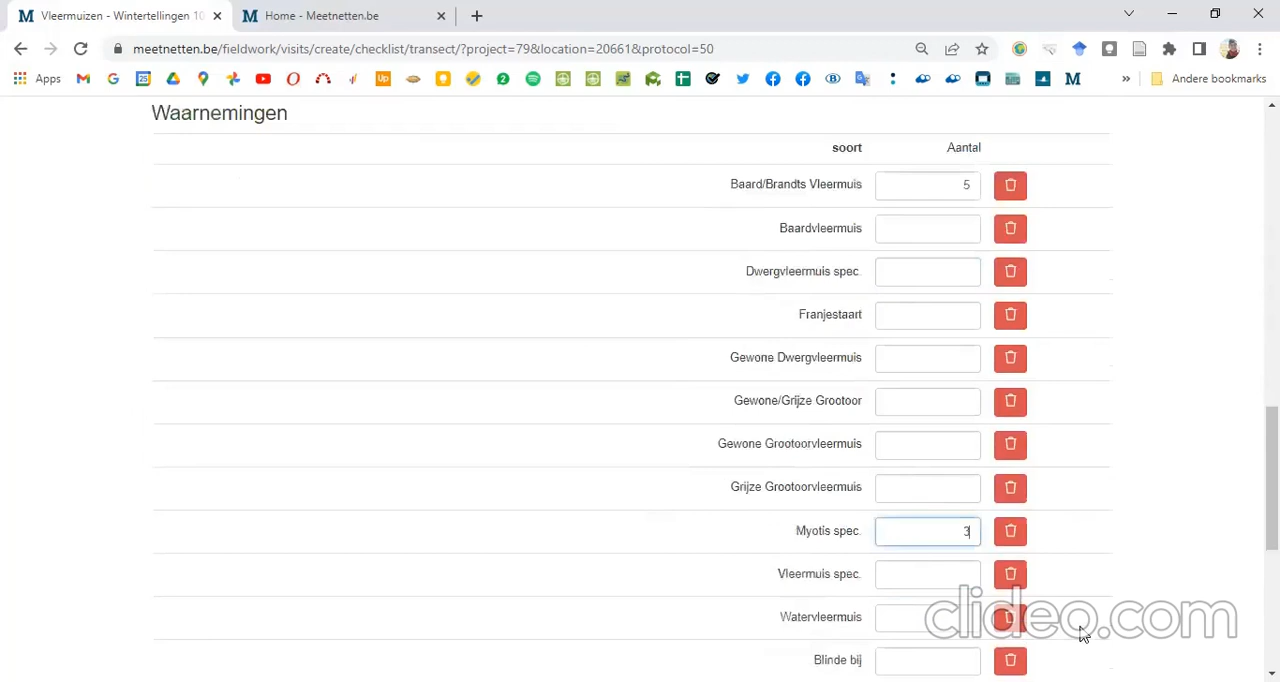 Vleermuizen - Wintertellingen 10
Home - Meetnetten.be
meetnetten.be/fieldwork/visits/create/checklist/transect/?project=79&location=20661&protocol=50
Apps
Andere bookmarks
Waarnemingen
soort Aantal
Baard/Brandts Vleermuis 5
Baardvleermuis
Dwergvleermuis spec.
Franjestaart
Gewone Dwergvleermuis
Gewone/Grijze Grootoor
Gewone Grootoorvleermuis
Grijze Grootoorvleermuis
Myotis spec. 3
Vleermuis spec.
Watervleermuis
Blinde bij
clideo.com